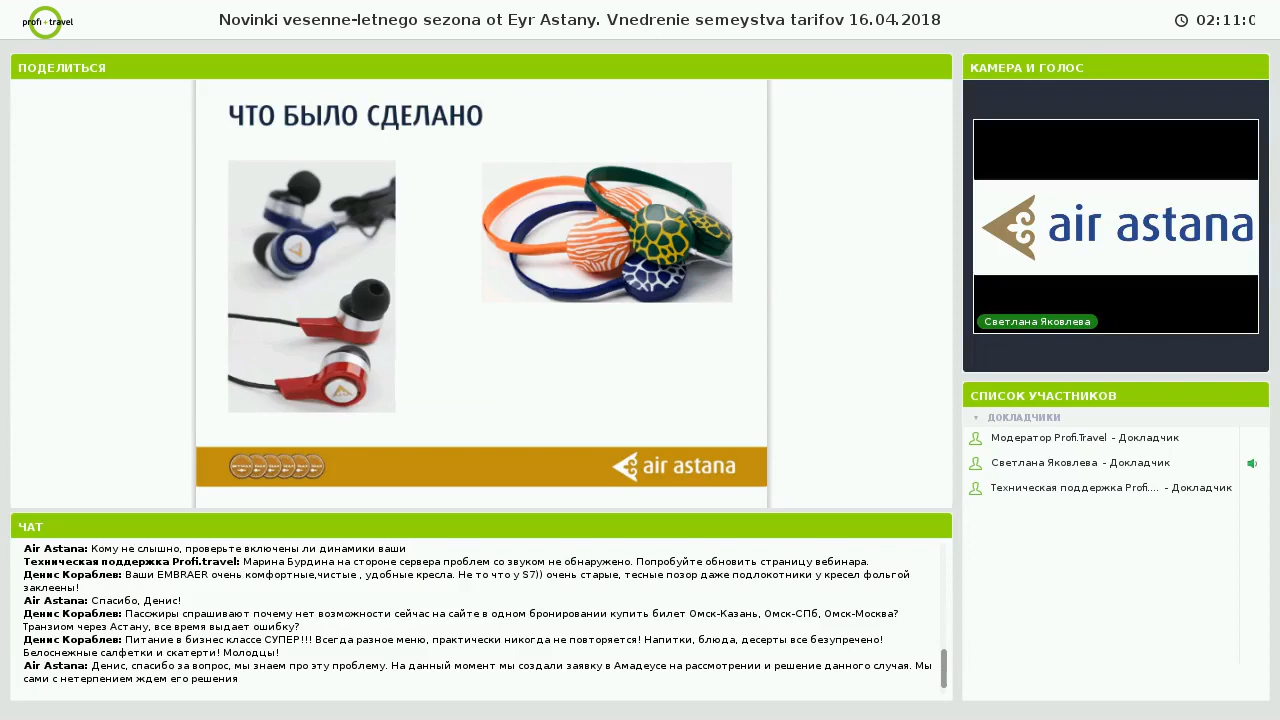 profi travel
Novinki vesenne-letnego sezona ot Eyr Astany. Vnedrenie semeystva tarifov 16.04.2018
02:11:0
ПОДЕЛИТЬСЯ
ЧТО БЫЛО СДЕЛАНО
air astana
КАМЕРА И ГОЛОС
air astana
Светлана Яковлева
СПИСОК УЧАСТНИКОВ
ДОКЛАДЧИКИ
Модератор Profi.Travel - Докладчик
Светлана Яковлева - Докладчик
Техническая поддержка Profi.... - Докладчик
ЧАТ
Air Astana: Кому не слышно, проверьте включены ли динамики ваши
Техническая поддержка Profi.travel: Марина Бурдина на стороне сервера проблем со звуком не обнаружено. Попробуйте обновить страницу вебинара.
Денис Кораблев: Ваши EMBRAER очень комфортные,чистые , удобные кресла. Не то что у S7)) очень старые, тесные позор даже подлокотники у кресел фольгой
заклеены!
Air Astana: Спасибо, Денис!
Денис Кораблев: Пассжиры спрашивают почему нет возможности сейчас на сайте в одном бронировании купить билет Омск-Казань, Омск-СПб, Омск-Москва?
Транзиом через Астану, все время выдает ошибку?
Денис Кораблев: Питание в бизнес классе СУПЕР!!! Всегда разное меню, практически никогда не повторяется! Напитки, блюда, десерты все безупречено!
Белоснежные салфетки и скатерти! Молодцы!
Air Astana: Денис, спасибо за вопрос, мы знаем про эту проблему. На данный момент мы создали заявку в Амадеусе на рассмотрении и решение данного случая. Мы
сами с нетерпением ждем его решения